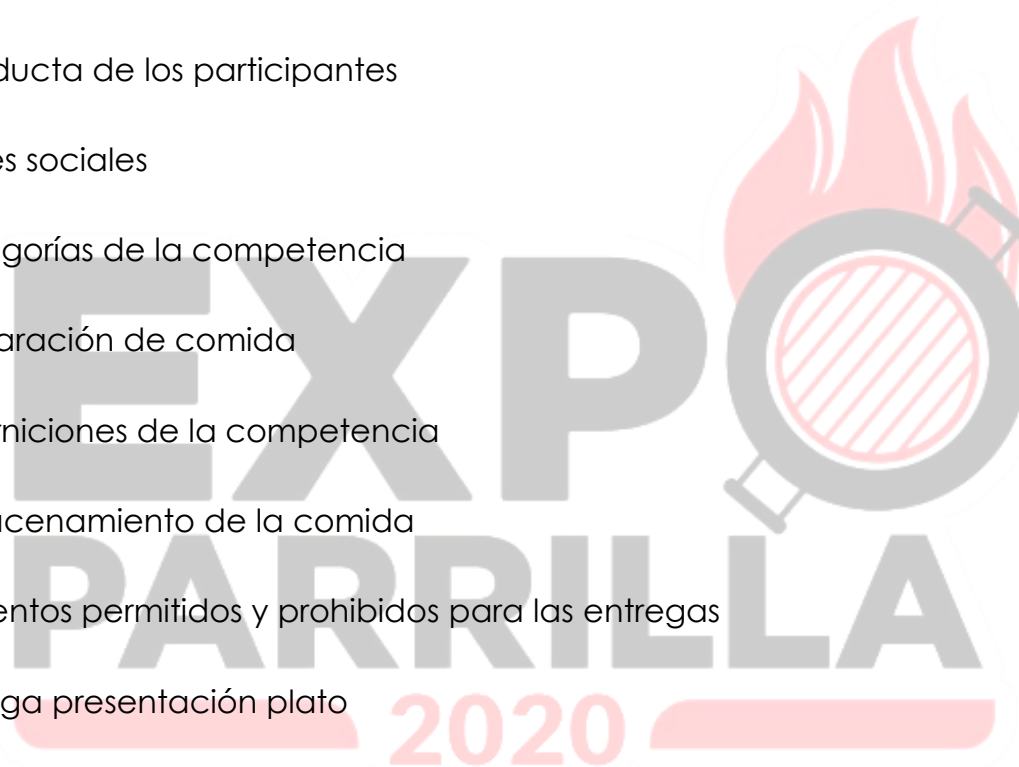 ducta de los participantes
es sociales
gorías de la competencia
aración de comida
niciones de la competencia
acenamiento de la comida
entos permitidos y prohibidos para las entregas
ga presentación plato
EXPO
PARRILLA
2020